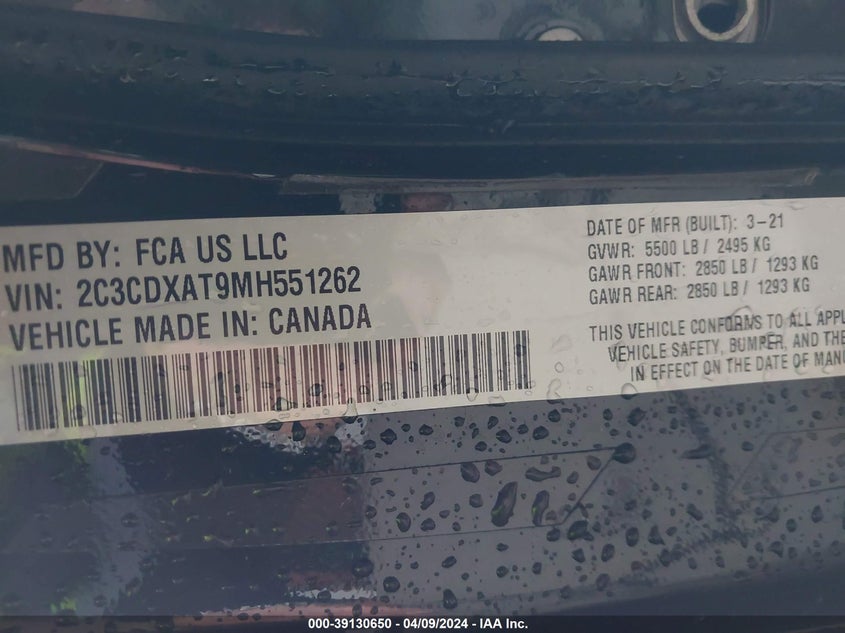 MFD BY: FCA US LLC
VIN: 2C3CDXAT9MH551262
VEHICLE MADE IN: CANADA
DATE OF MFR (BUILT): 3-21
GVWR: 5500 LB / 2495 KG
GAWR FRONT: 2850 LB / 1293 KG
GAWR REAR: 2850 LB / 1293 KG
THIS VEHICLE CONFORMS TO ALL APPL
VEHICLE SAFETY, BUMPER, AND THE
IN EFFECT ON THE DATE OF MANU
000-39130650 - 04/09/2024 - IAA Inc.